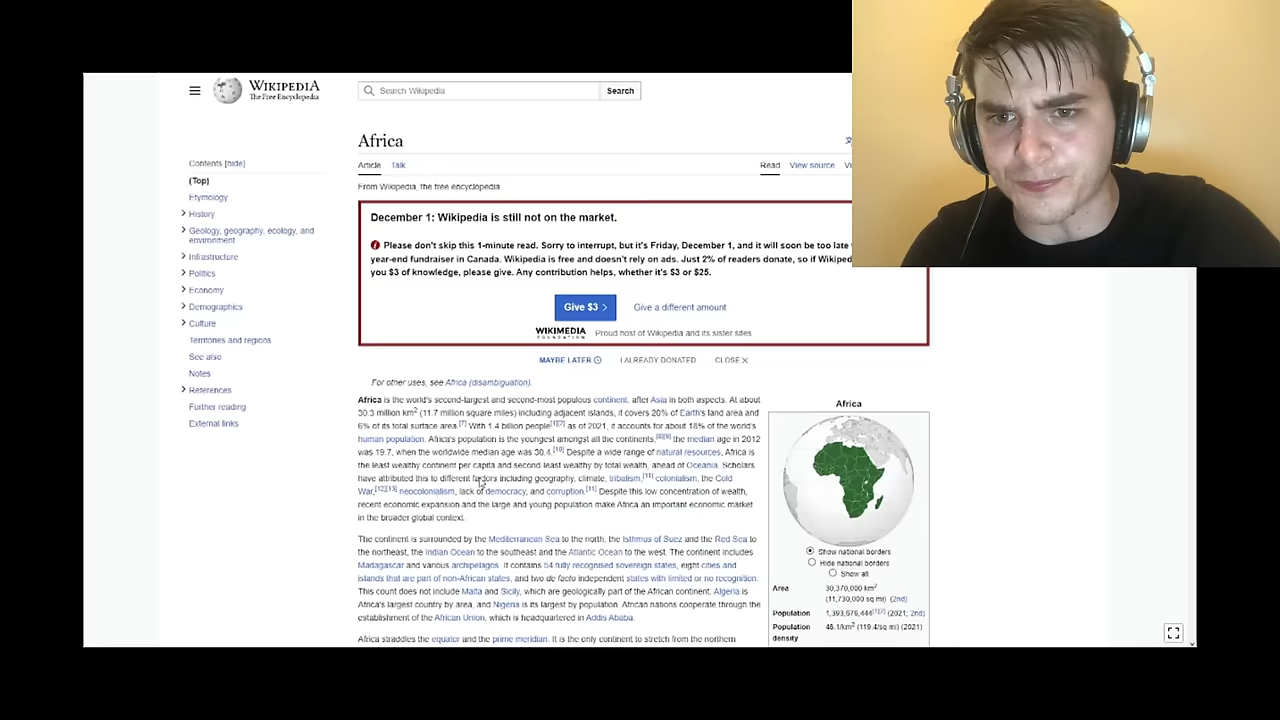 WIKIPEDIA
The Free Encyclopedia
Search Wikipedia
Search
Africa
Article Talk
Read View source
From Wikipedia, the free encyclopedia
Contents [hide]
(Top)
Etymology
History
Geology, geography, ecology, and
environment
Infrastructure
Politics
Economy
Demographics
Culture
Territories and regions
See also
Notes
References
Further reading
External links
December 1: Wikipedia is still not on the market.
Please don't skip this 1-minute read. Sorry to interrupt, but it's Friday, December 1, and it will soon be too late
year-end fundraiser in Canada. Wikipedia is free and doesn't rely on ads. Just 2% of readers donate, so if Wikiped
you $3 of knowledge, please give. Any contribution helps, whether it's $3 or $25.
Give $3
Give a different amount
WIKIMEDIA
FOUNDATION
Proud host of Wikipedia and its sister sites
MAYBE LATER
I ALREADY DONATED
CLOSE X
For other uses, see Africa (disambiguation).
Africa is the world's second-largest and second-most populous continent, after Asia in both aspects. At about
30.3 million km2 (11.7 million square miles) including adjacent islands, it covers 20% of Earth's land area and
6% of its total surface area.[7] With 1.4 billion people[1][2] as of 2021, it accounts for about 18% of the world's
human population. Africa's population is the youngest amongst all the continents;[8][9] the median age in 2012
was 19.7, when the worldwide median age was 30.4.[10] Despite a wide range of natural resources, Africa is
the least wealthy continent per capita and second least wealthy by total wealth, ahead of Oceania. Scholars
have attributed this to different factors including geography, climate, tribalism,[11] colonialism, the Cold
War,[12][13] neocolonialism, lack of democracy, and corruption.[11] Despite this low concentration of wealth,
recent economic expansion and the large and young population make Africa an important economic market
in the broader global context.
The continent is surrounded by the Mediterranean Sea to the north, the Isthmus of Suez and the Red Sea to
the northeast, the Indian Ocean to the southeast and the Atlantic Ocean to the west. The continent includes
Madagascar and various archipelagos. It contains 54 fully recognised sovereign states, eight cities and
islands that are part of non-African states, and two de facto independent states with limited or no recognition.
This count does not include Malta and Sicily, which are geologically part of the African continent. Algeria is
Africa's largest country by area, and Nigeria is its largest by population. African nations cooperate through the
establishment of the African Union, which is headquartered in Addis Ababa.
Africa straddles the equator and the prime meridian. It is the only continent to stretch from the northern
Africa
Show national borders
Hide national borders
Show all
Area 30,370,000 km2
(11,730,000 sq mi) (2nd)
Population 1,393,676,444[1][2] (2021; 2nd)
Population 46.1/km2 (119.4/sq mi) (2021)
density